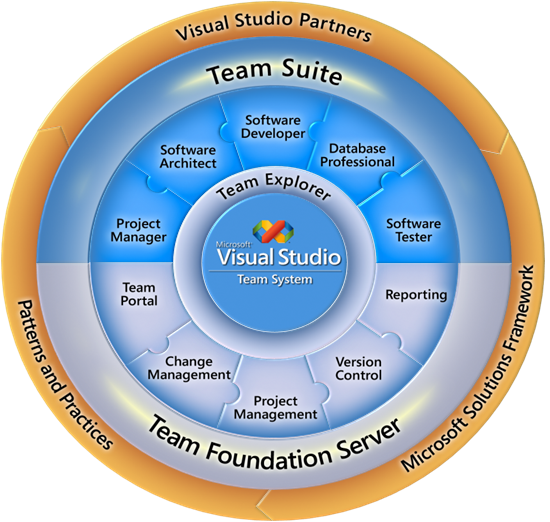 Visual Studio Partners
Team Suite
Software
Developer
Software
Architect
Database
Professional
Project
Manager
Software
Tester
Team Explorer
Microsoft
Visual Studio
Team System
Team
Portal
Reporting
Change
Management
Version
Control
Project
Management
Team Foundation Server
Patterns and Practices
Microsoft Solutions Framework